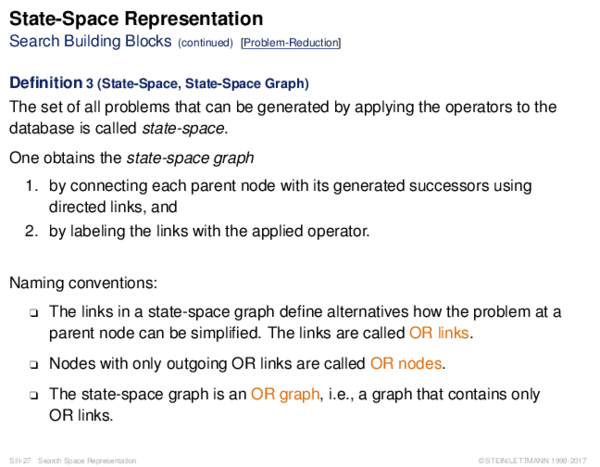 State-Space Representation
Search Building Blocks (continued) [Problem-Reduction]
Definition 3 (State-Space, State-Space Graph)
The set of all problems that can be generated by applying the operators to the
database is called state-space.
One obtains the state-space graph
1. by connecting each parent node with its generated successors using
directed links, and
2. by labeling the links with the applied operator.
Naming conventions:
❑ The links in a state-space graph define alternatives how the problem at a
parent node can be simplified. The links are called OR links.
❑ Nodes with only outgoing OR links are called OR nodes.
❑ The state-space graph is an OR graph, i.e., a graph that contains only
OR links.
S:II-27 Search Space Representation ©STEIN/LETTMANN 1998-2017